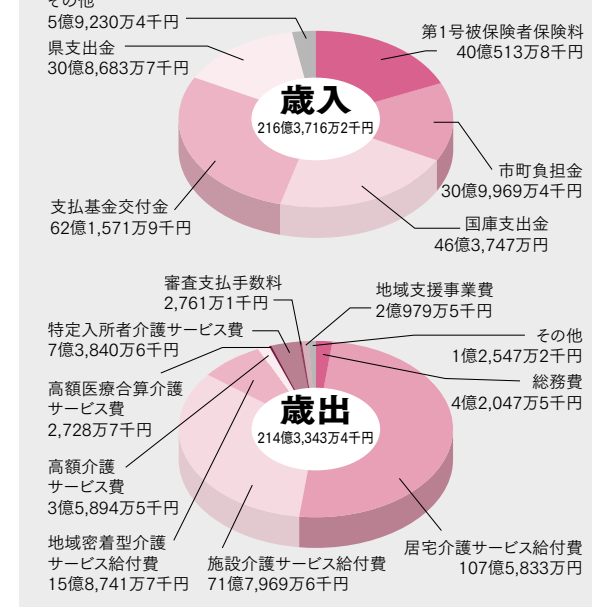 その他
5億9,230万4千円
県支出金
30億8,683万7千円
第1号被保険者保険料
40億513万8千円
歳入
216億3,716万2千円
市町負担金
30億9,969万4千円
支払基金交付金
62億1,571万9千円
国庫支出金
46億3,747万円
審査支払手数料
2,761万1千円
地域支援事業費
2億979万5千円
特定入所者介護サービス費
7億3,840万6千円
その他
1億2,547万2千円
総務費
4億2,047万5千円
高額医療合算介護
サービス費
2,728万7千円
歳出
214億3,343万4千円
高額介護
サービス費
3億5,894万5千円
地域密着型介護
サービス給付費
15億8,741万7千円
施設介護サービス給付費
71億7,969万6千円
居宅介護サービス給付費
107億5,833万円